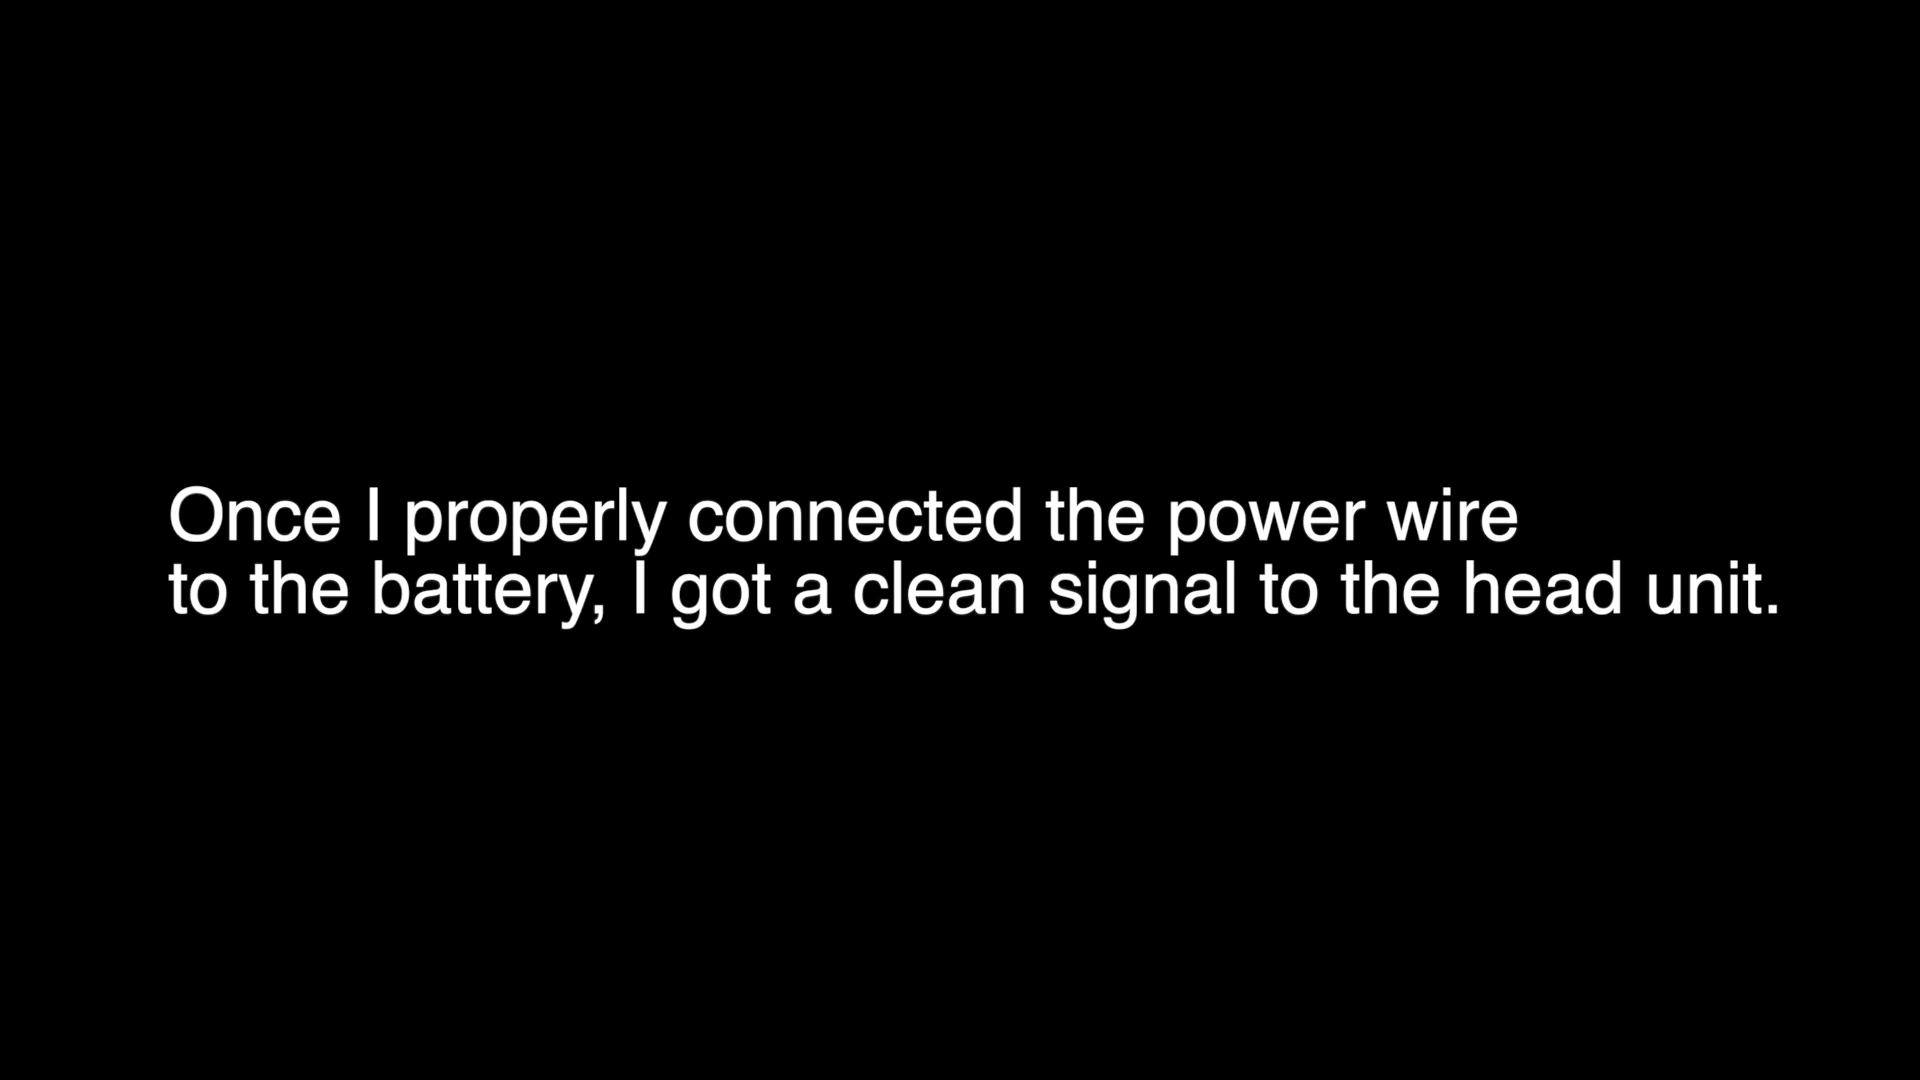 Once I properly connected the power wire
to the battery, I got a clean signal to the head unit.